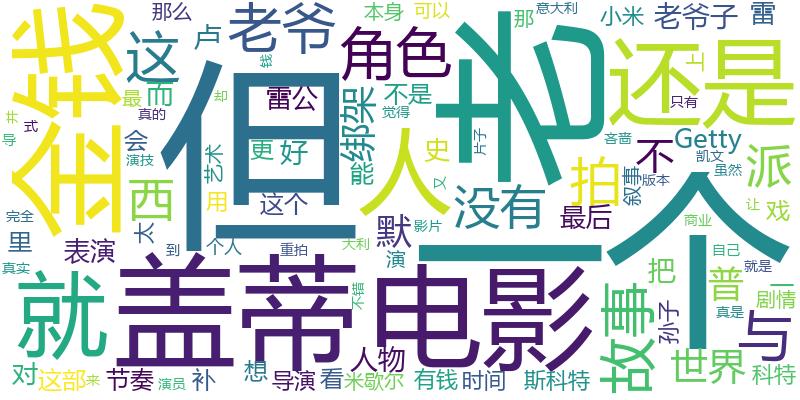 金钱
但
老
一个
盖蒂
电影
还是
就
人
角色
这
老爷
没有
拍
故事
西
与
派
普
世界
默
不
绑架
雷公
而
史
好
更
想
里
对
把
用
卢
会
太
补
看
演
戏
那
雷
Getty
表演
人物
节奏
导演
最后
时间
有钱
斯科特
米歇尔
老爷子
小米
不是
这个
这部
那么
本身
可以
意大利
艺术
个人
叙事
孙子
剧情
科特
只有
吝啬
凯文
虽然
版本
商业
自己
就是
真是
觉得
片子
影片
大利
重拍
不错
演员
演技
真的
完全
真实
最
式
导
井
却
钱
到
来
又
上
让